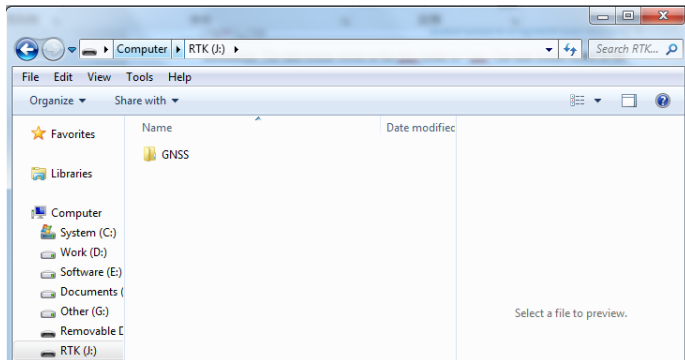 Computer RTK (J:) Search RTK...
File Edit View Tools Help
Organize Share with
Name Date modifiec
Favorites
GNSS
Libraries
Computer
System (C:)
Work (D:)
Software (E:)
Documents (
Other (G:)
Select a file to preview.
Removable D
RTK (J:)